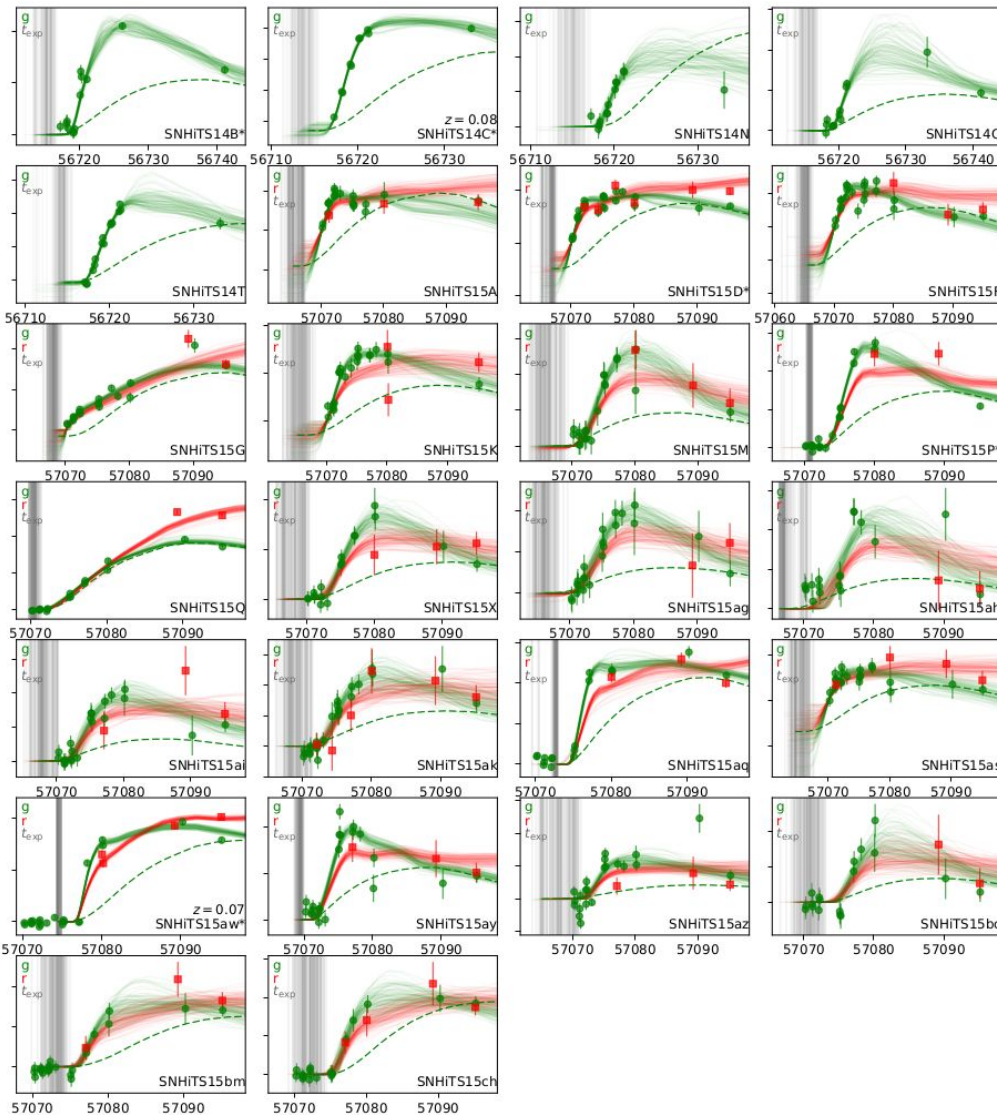 g
t_exp
SNHiTS14B*
56720 56730 56740
g
t_exp
z = 0.08
SNHiTS14C*
56710 56720 56730
g
t_exp
SNHiTS14N
56710 56720 56730
g
t_exp
56720 56730 56740
g
t_exp
SNHiTS14T
56710 56720 56730
g
r
t_exp
SNHiTS15A
57070 57080 57090
g
r
t_exp
SNHiTS15D*
57070 57080 57090
g
r
t_exp
SNHiTS15F
57060 57070 57080 57090
g
r
t_exp
SNHiTS15G
57070 57080 57090
g
r
t_exp
SNHiTS15K
57070 57080 57090
g
r
t_exp
SNHiTS15M
57070 57080 57090
g
r
t_exp
SNHiTS15P*
57070 57080 57090
g
r
t_exp
SNHiTS15Q
57070 57080 57090
g
r
t_exp
SNHiTS15X
57070 57080 57090
g
r
t_exp
SNHiTS15ag
57070 57080 57090
g
r
t_exp
SNHiTS15ah
57070 57080 57090
g
r
t_exp
SNHiTS15ai
57070 57080 57090
g
r
t_exp
SNHiTS15ak
57070 57080 57090
g
r
t_exp
SNHiTS15aq
57070 57080 57090
g
r
t_exp
SNHiTS15as
57070 57080 57090
g
r
t_exp
z = 0.07
SNHiTS15aw*
57070 57080 57090
g
r
t_exp
SNHiTS15ay
57070 57080 57090
g
r
t_exp
SNHiTS15az
57070 57080 57090
g
r
t_exp
57070 57080 57090
g
r
t_exp
SNHiTS15bm
57070 57080 57090
g
r
t_exp
SNHiTS15ch
57070 57080 57090